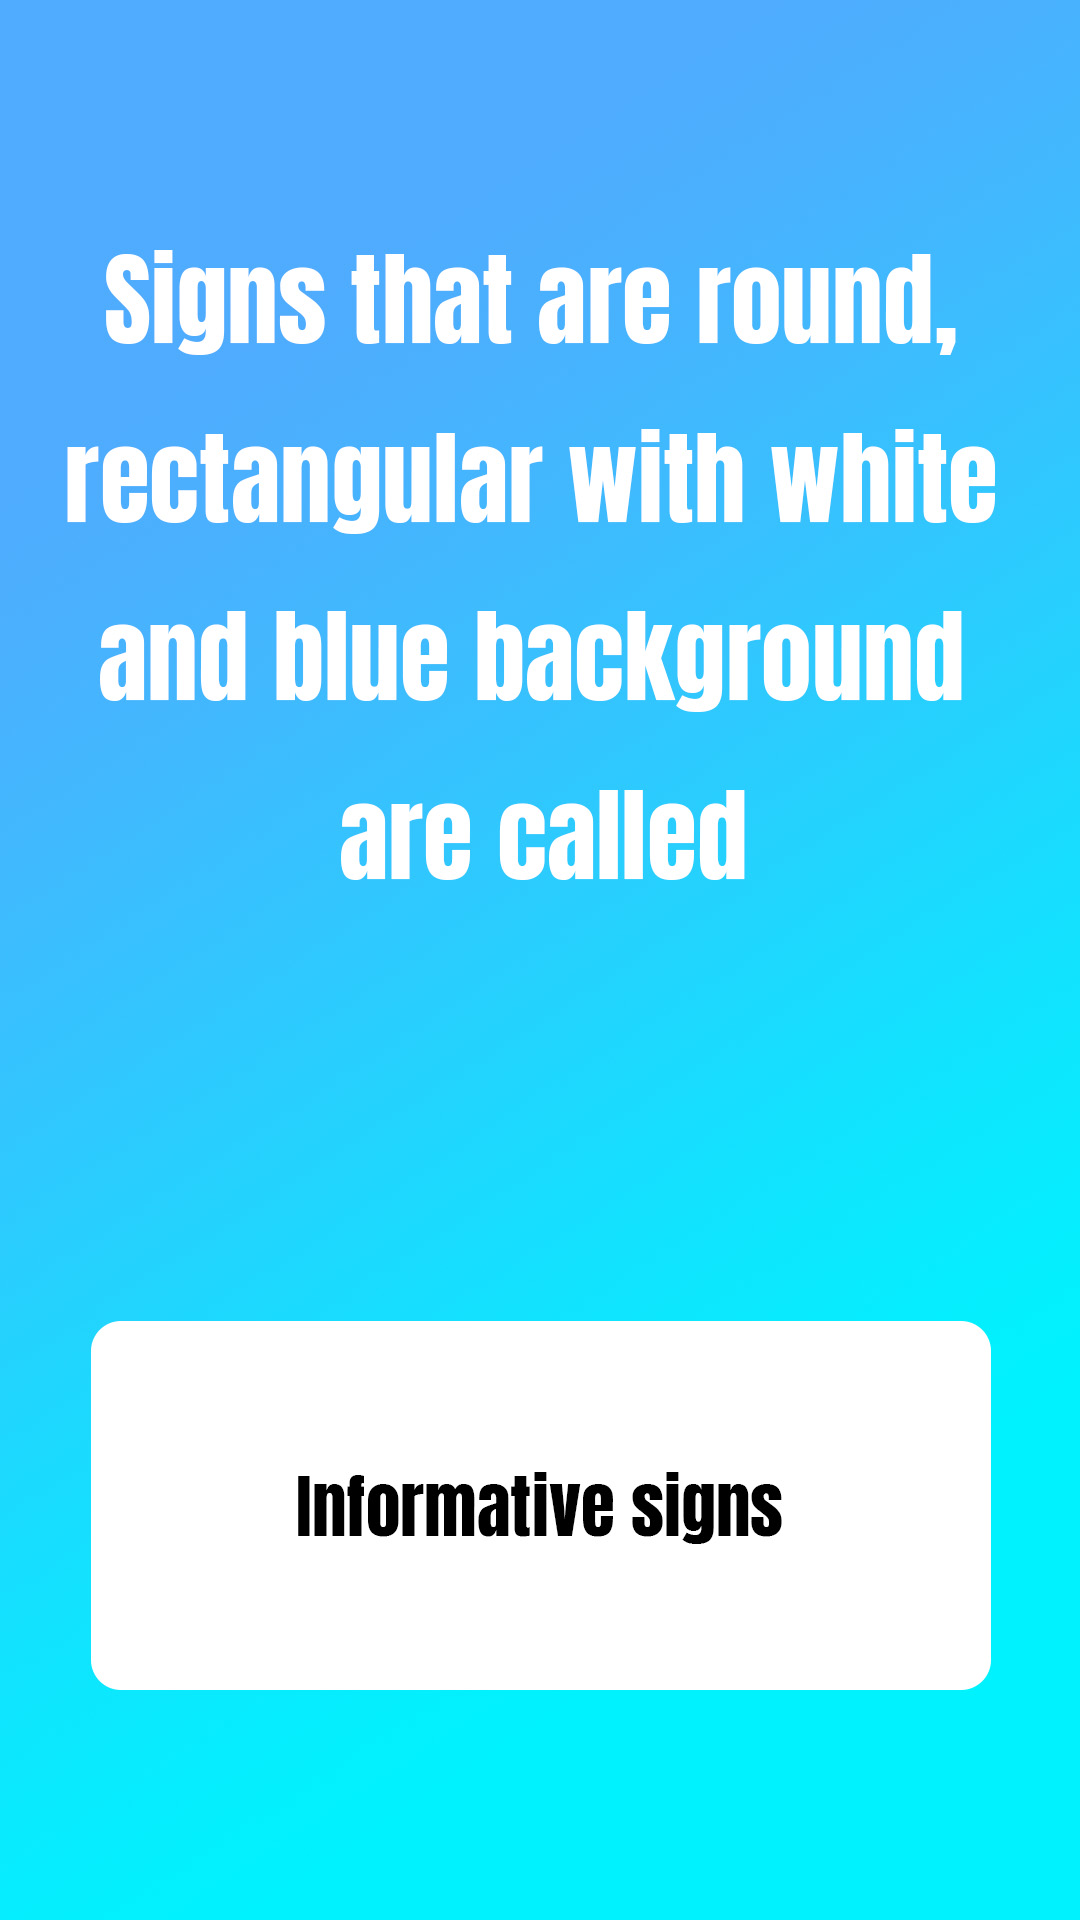 Signs that are round,
rectangular with white
and blue background
are called
Informative signs